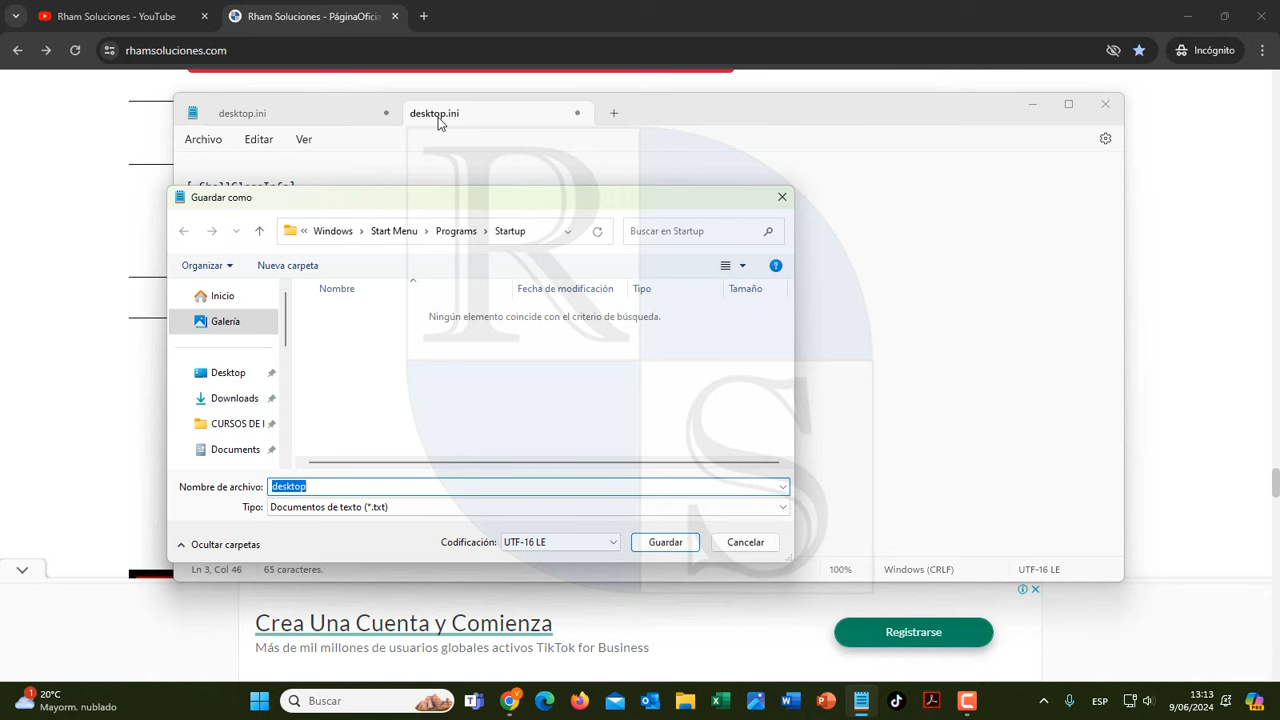 Rham Soluciones - YouTube
Rham Soluciones - PáginaOficia
rhamsoluciones.com
Incógnito
desktop.ini
desktop.ini
Archivo Editar Ver
Guardar como
« Windows > Start Menu > Programs > Startup
Buscar en Startup
Organizar
Nueva carpeta
Nombre Fecha de modificación Tipo Tamaño
Ningún elemento coincide con el criterio de búsqueda.
Inicio
Galería
Desktop
Downloads
CURSOS DE
Documents
Nombre de archivo: desktop
Tipo: Documentos de texto (*.txt)
Ocultar carpetas
Codificación: UTF-16 LE
Guardar
Cancelar
Ln 3, Col 46
65 caracteres.
100%
Windows (CRLF)
UTF-16 LE
R
S
Crea Una Cuenta y Comienza
Más de mil millones de usuarios globales activos TikTok for Business
Registrarse
1
20°C
Mayorm. nublado
Buscar
ESP
13:13
9/06/2024